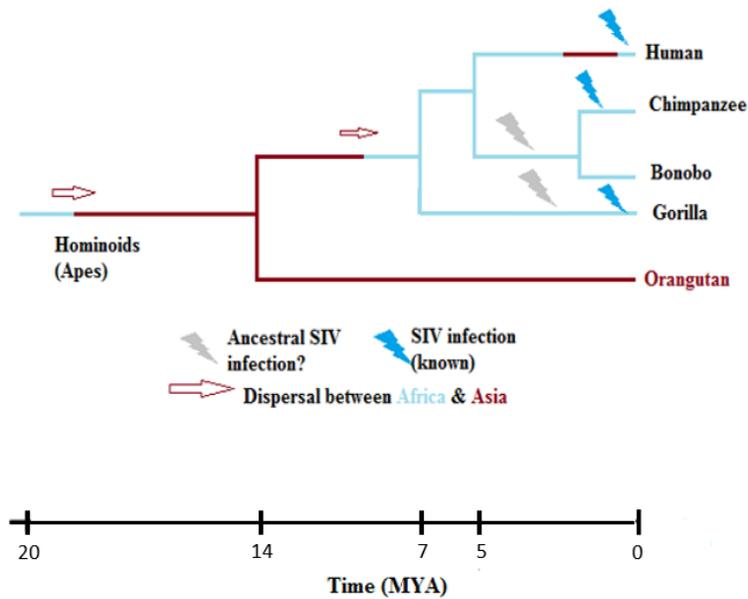 Human
Chimpanzee
Bonobo
Gorilla
Hominoids
(Apes)
Orangutan
Ancestral SIV
infection?
SIV infection
(known)
Dispersal between Africa & Asia
20 14 7 5 0
Time (MYA)